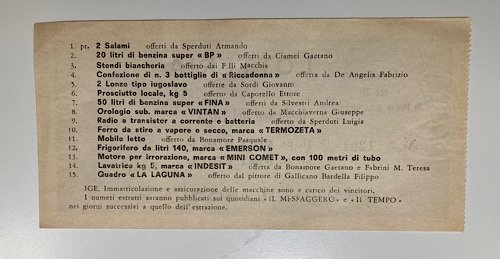 1. pr. 2 Salami offerti da Sperduti Armando
2. 20 litri di benzina super «BP» offerti da Ciamei Gaetano
3. Stendi biancheria offerto dai F.lli Macchia
4. Confezione di n. 3 bottiglie di «Riccadonna» offerta da De Angelis Fabrizio
5. 2 Lonze tipo iugoslavo offerte da Sordi Giovanni
6. Prosciutto locale, kg 5 offerto da Capotello Ettore
7. 50 litri di benzina super «FINA» offerti da Silvestri Andrea
8. Orologio sub. marca «VINTAN» offerto da Macchiaverna Giuseppe
9. Radio a transistor a corrente e batteria offerto da Sperduti Luigia
10. Ferro da stiro a vapore e secco, marca «TERMOZETA»
11. Mobile letto offerto da Bonamore Pasquale
12. Frigorifero da litri 140, marca «EMERSON»
13. Motore per irrorazione, marca «MINI COMET», con 100 metri di tubo
14. Lavatrice kg 5, marca «INDESIT» offerta da Bonamore Gaetano e Fabrini M. Teresa
15. Quadro «LA LAGUNA» offerto dal pittore di Gallicano Bardella Filippo
IGE, Immatricolazione e assicurazione delle macchine sono a carico dei vincitori.
I numeri estratti saranno pubblicati sui quotidiani «IL MESSAGGERO» e «IL TEMPO»
nei giorni successivi a quello dell'estrazione.